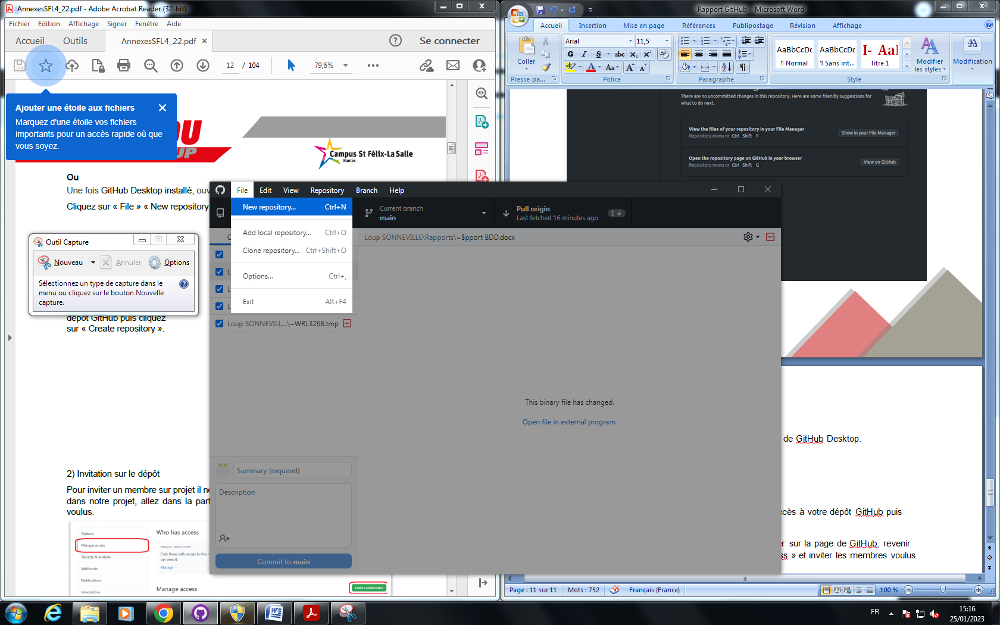 AnnexesSFL4_22.pdf - Adobe Acrobat Reader (32-bit)
Fichier Edition Affichage Signer Fenêtre Aide
Accueil Outils AnnexesSFL4_22.pdf × Se connecter
12 / 104 79,6%
Ajouter une étoile aux fichiers
Marquez d'une étoile vos fichiers
importants pour un accès rapide où que
vous soyez.
Campus St Félix-La Salle
Nantes
Ou
Une fois GitHub Desktop installé, ouv
Cliquez sur « File » « New repository
Outil Capture
Nouveau Annuler Options
Sélectionnez un type de capture dans le
menu ou cliquez sur le bouton Nouvelle
capture.
dépôt GitHub puis cliquez
sur « Create repository ».
2) Invitation sur le dépôt
Pour inviter un membre sur projet il n
dans notre projet, allez dans la part
voulus.
Options
Manage access
Security & analysis
Webhooks
Notifications
Integrations
Who has access
PRIVATE REPOSITORY
Only those with access to this r
can view it.
Manage
Manage access
Invite a collaborator
File Edit View Repository Branch Help
New repository... Ctrl+N
Add local repository... Ctrl+O
Clone repository... Ctrl+Shift+O
Options... Ctrl+,
Exit Alt+F4
Current branch
main
Pull origin
Last fetched 16 minutes ago
1
Loup SONNEVILLE\Rapports\~$pport BDD.docx
Loup SONNEVILL...\~WRL3268.tmp
This binary file has changed.
Open file in external program.
Summary (required)
Description
Commit to main
Rapport GitHub - Microsoft Word
Accueil Insertion Mise en page Références Publipostage Révision Affichage
Coller
Presse-pa...
Arial 11,5
G I S abc x₂ x²
ab A Aa A A
Police
Paragraphe
AaBbCcDc AaBbCcDc I- Aal
¶ Normal ¶ Sans int... Titre 1
Modifier
les styles
Style
Modification
There are no uncommitted changes in this repository. Here are some friendly suggestions for
what to do next.
View the files of your repository in your File Manager
Repository menu or Ctrl Shift F
Show in your File Manager
Open the repository page on GitHub in your browser
Repository menu or Ctrl Shift G
View on GitHub
de GitHub Desktop.
ccès à votre dépôt GitHub puis
sur la page de GitHub, revenir
ss » et inviter les membres voulus.
Page : 11 sur 11 Mots : 752 Français (France) 100 %
FR
15:16
25/01/2023